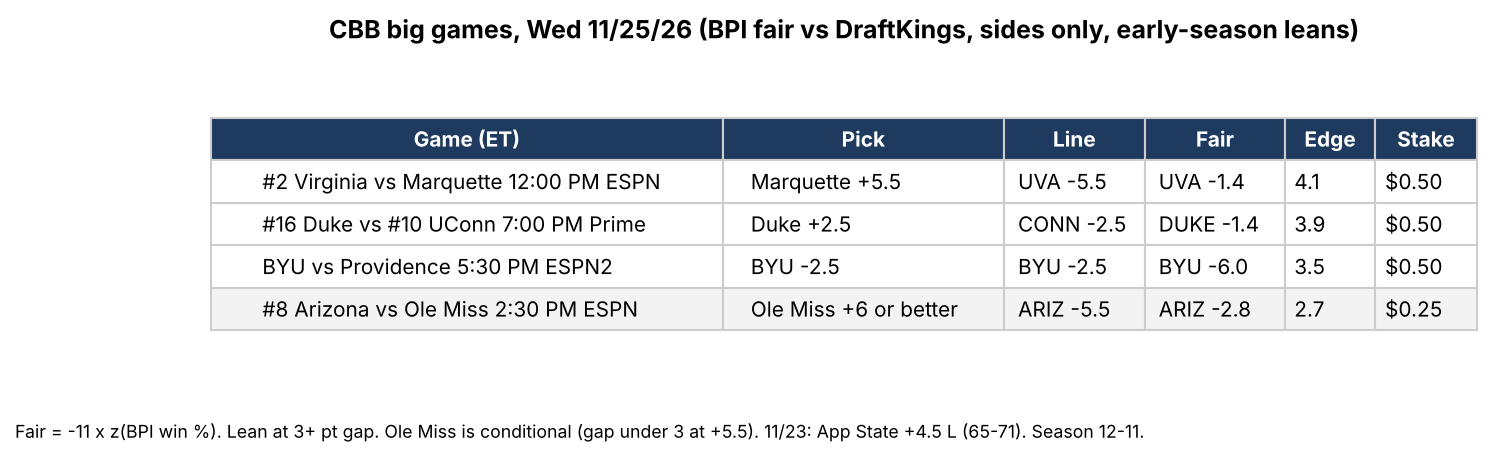 CBB big games, Wed 11/25/26 (BPI fair vs DraftKings, sides only, early-season leans)
Game (ET) Pick Line Fair Edge Stake
#2 Virginia vs Marquette 12:00 PM ESPN Marquette +5.5 UVA -5.5 UVA -1.4 4.1 $0.50
#16 Duke vs #10 UConn 7:00 PM Prime Duke +2.5 CONN -2.5 DUKE -1.4 3.9 $0.50
BYU vs Providence 5:30 PM ESPN2 BYU -2.5 BYU -2.5 BYU -6.0 3.5 $0.50
#8 Arizona vs Ole Miss 2:30 PM ESPN Ole Miss +6 or better ARIZ -5.5 ARIZ -2.8 2.7 $0.25
Fair = -11 x z(BPI win %). Lean at 3+ pt gap. Ole Miss is conditional (gap under 3 at +5.5). 11/23: App State +4.5 L (65-71). Season 12-11.